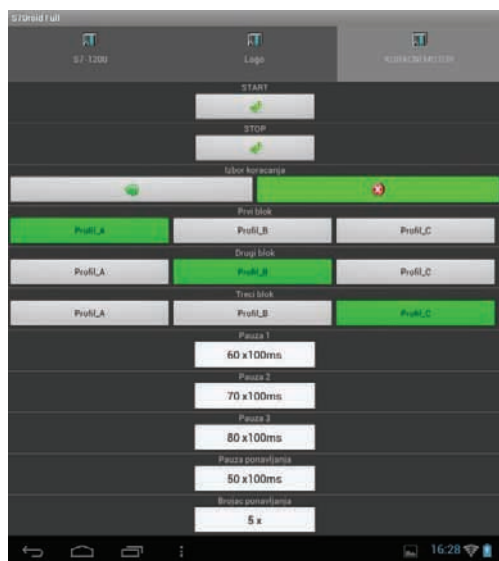 S7Droid Full
S7-1200
Logo
KORACNI MOTOR
START
STOP
Izbor koracanja
Prvi blok
Profil_A
Profil_B
Profil_C
Drugi blok
Profil_A
Profil_B
Profil_C
Treci blok
Profil_A
Profil_B
Profil_C
Pauza 1
60 x100ms
Pauza 2
70 x100ms
Pauza 3
80 x100ms
Pauza ponavljanja
50 x100ms
Brojac ponavljanja
5 x
16:28